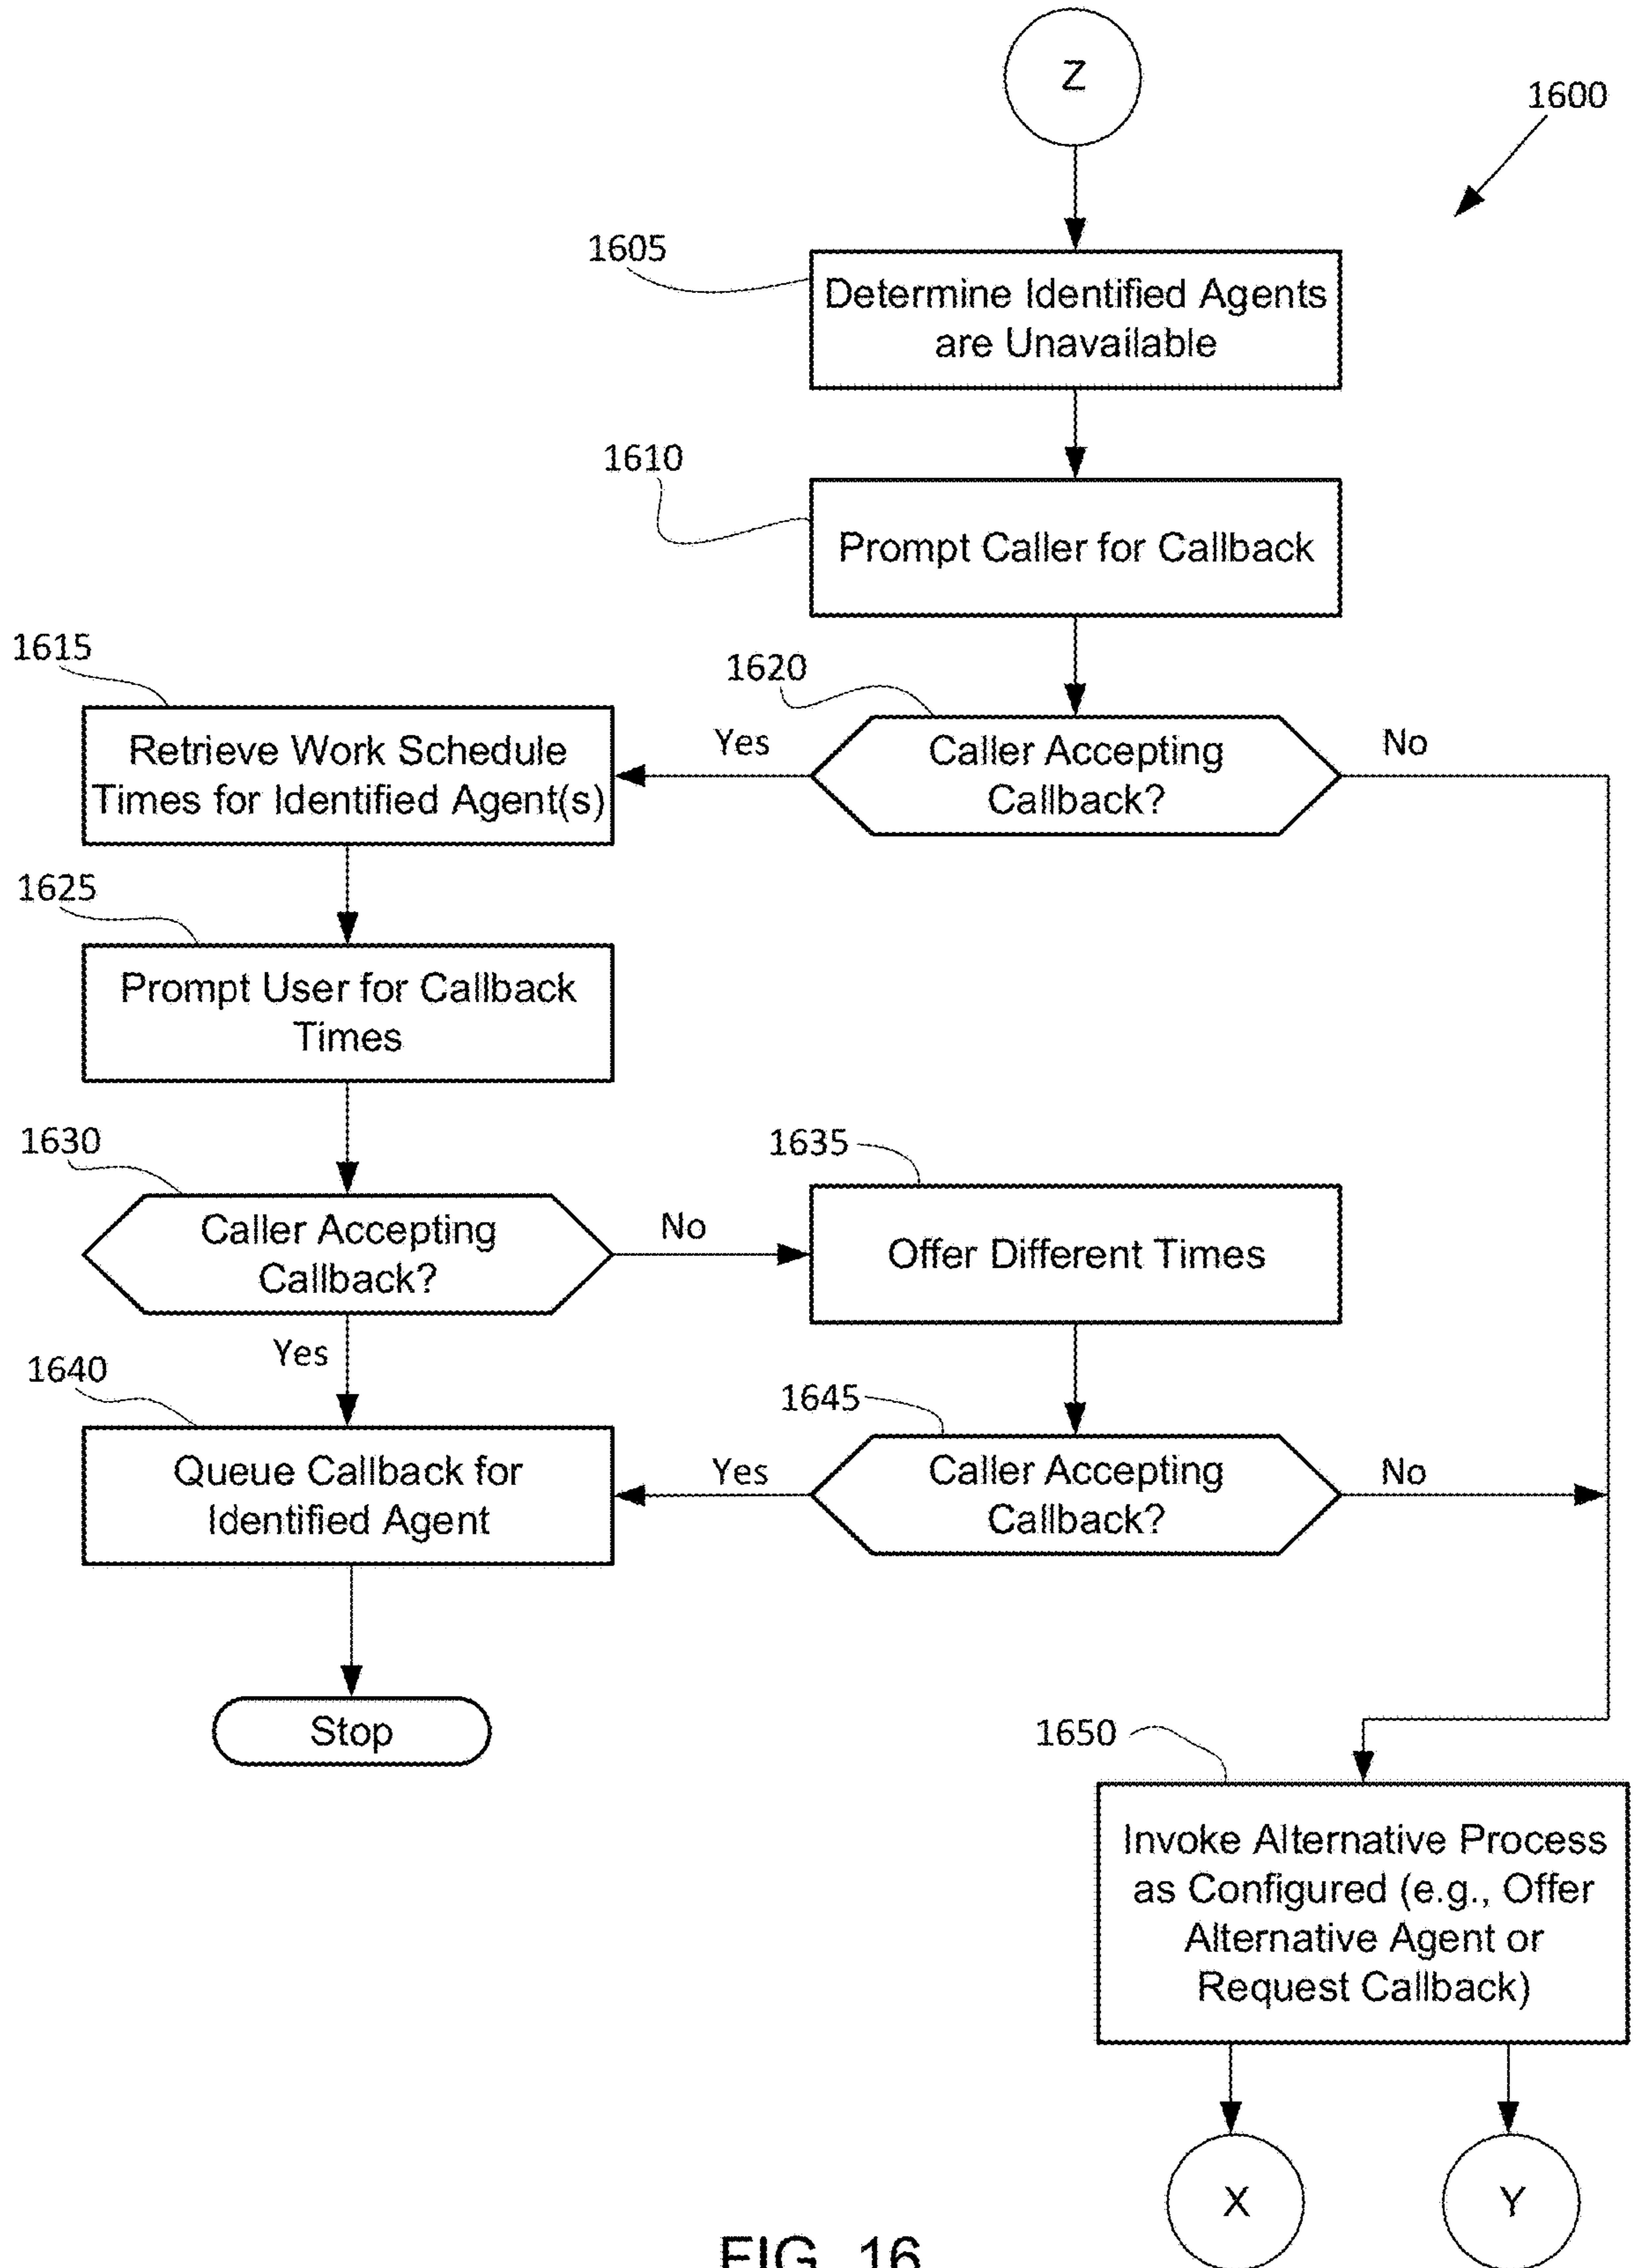 Z
1600
1605
Determine Identified Agents
are Unavailable
1610
Prompt Caller for Callback
1615
1620
Retrieve Work Schedule
Times for Identified Agent(s)
Yes
Caller Accepting
Callback?
No
1625
Prompt User for Callback
Times
1630
1635
Caller Accepting
Callback?
No
Offer Different Times
Yes
1640
1645
Queue Callback for
Identified Agent
Yes
Caller Accepting
Callback?
No
Stop
1650
Invoke Alternative Process
as Configured (e.g., Offer
Alternative Agent or
Request Callback)
X
Y
FIG. 16